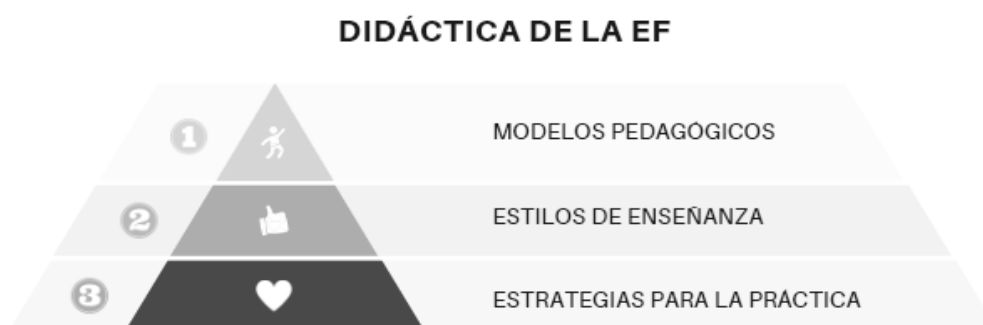 DIDÁCTICA DE LA EF
1
MODELOS PEDAGÓGICOS
2
ESTILOS DE ENSEÑANZA
3
ESTRATEGIAS PARA LA PRÁCTICA